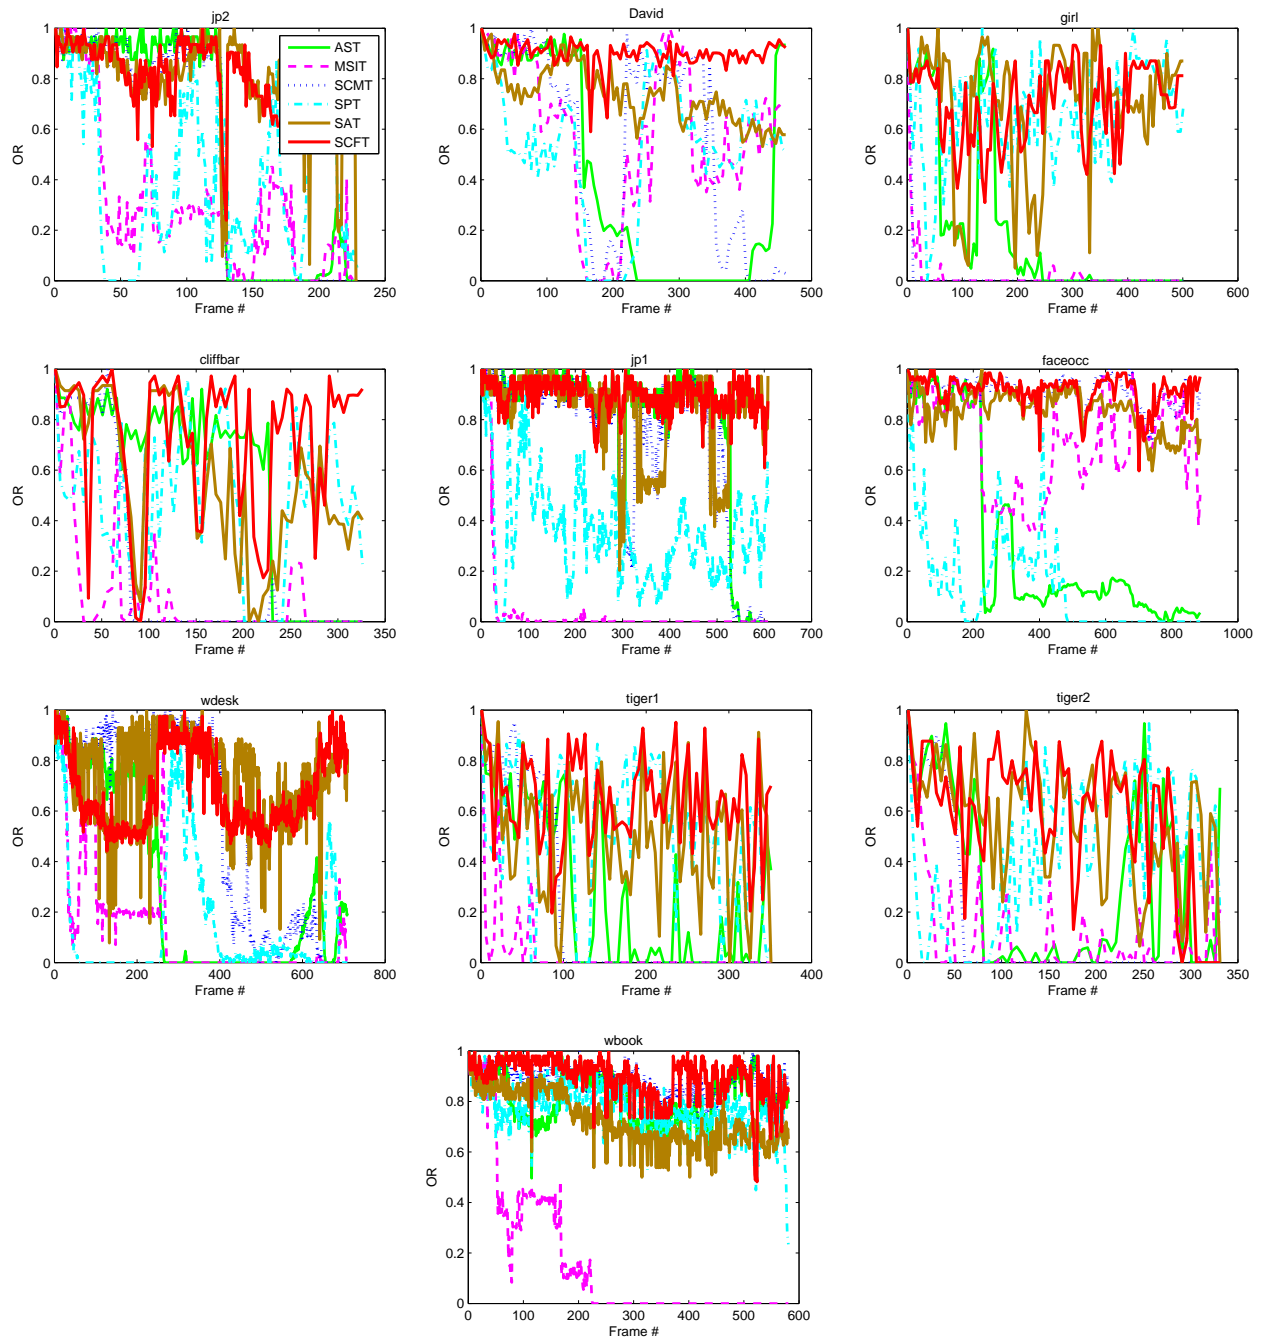 jp2
1
0.8
0.6
0.4
0.2
0
OR
0 50 100 150 200 250
Frame #
AST
MSIT
SCMT
SPT
SAT
SCFT
David
1
0.8
0.6
0.4
0.2
0
OR
0 100 200 300 400 500
Frame #
girl
1
0.8
0.6
0.4
0.2
0
OR
0 100 200 300 400 500 600
Frame #
cliffbar
1
0.8
0.6
0.4
0.2
0
OR
0 50 100 150 200 250 300 350
Frame #
jp1
1
0.8
0.6
0.4
0.2
0
OR
0 100 200 300 400 500 600 700
Frame #
faceocc
1
0.8
0.6
0.4
0.2
0
OR
0 200 400 600 800 1000
Frame #
wdesk
1
0.8
0.6
0.4
0.2
0
OR
0 200 400 600 800
Frame #
tiger1
1
0.8
0.6
0.4
0.2
0
OR
0 100 200 300 400
Frame #
tiger2
1
0.8
0.6
0.4
0.2
0
OR
0 50 100 150 200 250 300 350
Frame #
wbook
1
0.8
0.6
0.4
0.2
0
OR
0 100 200 300 400 500 600
Frame #